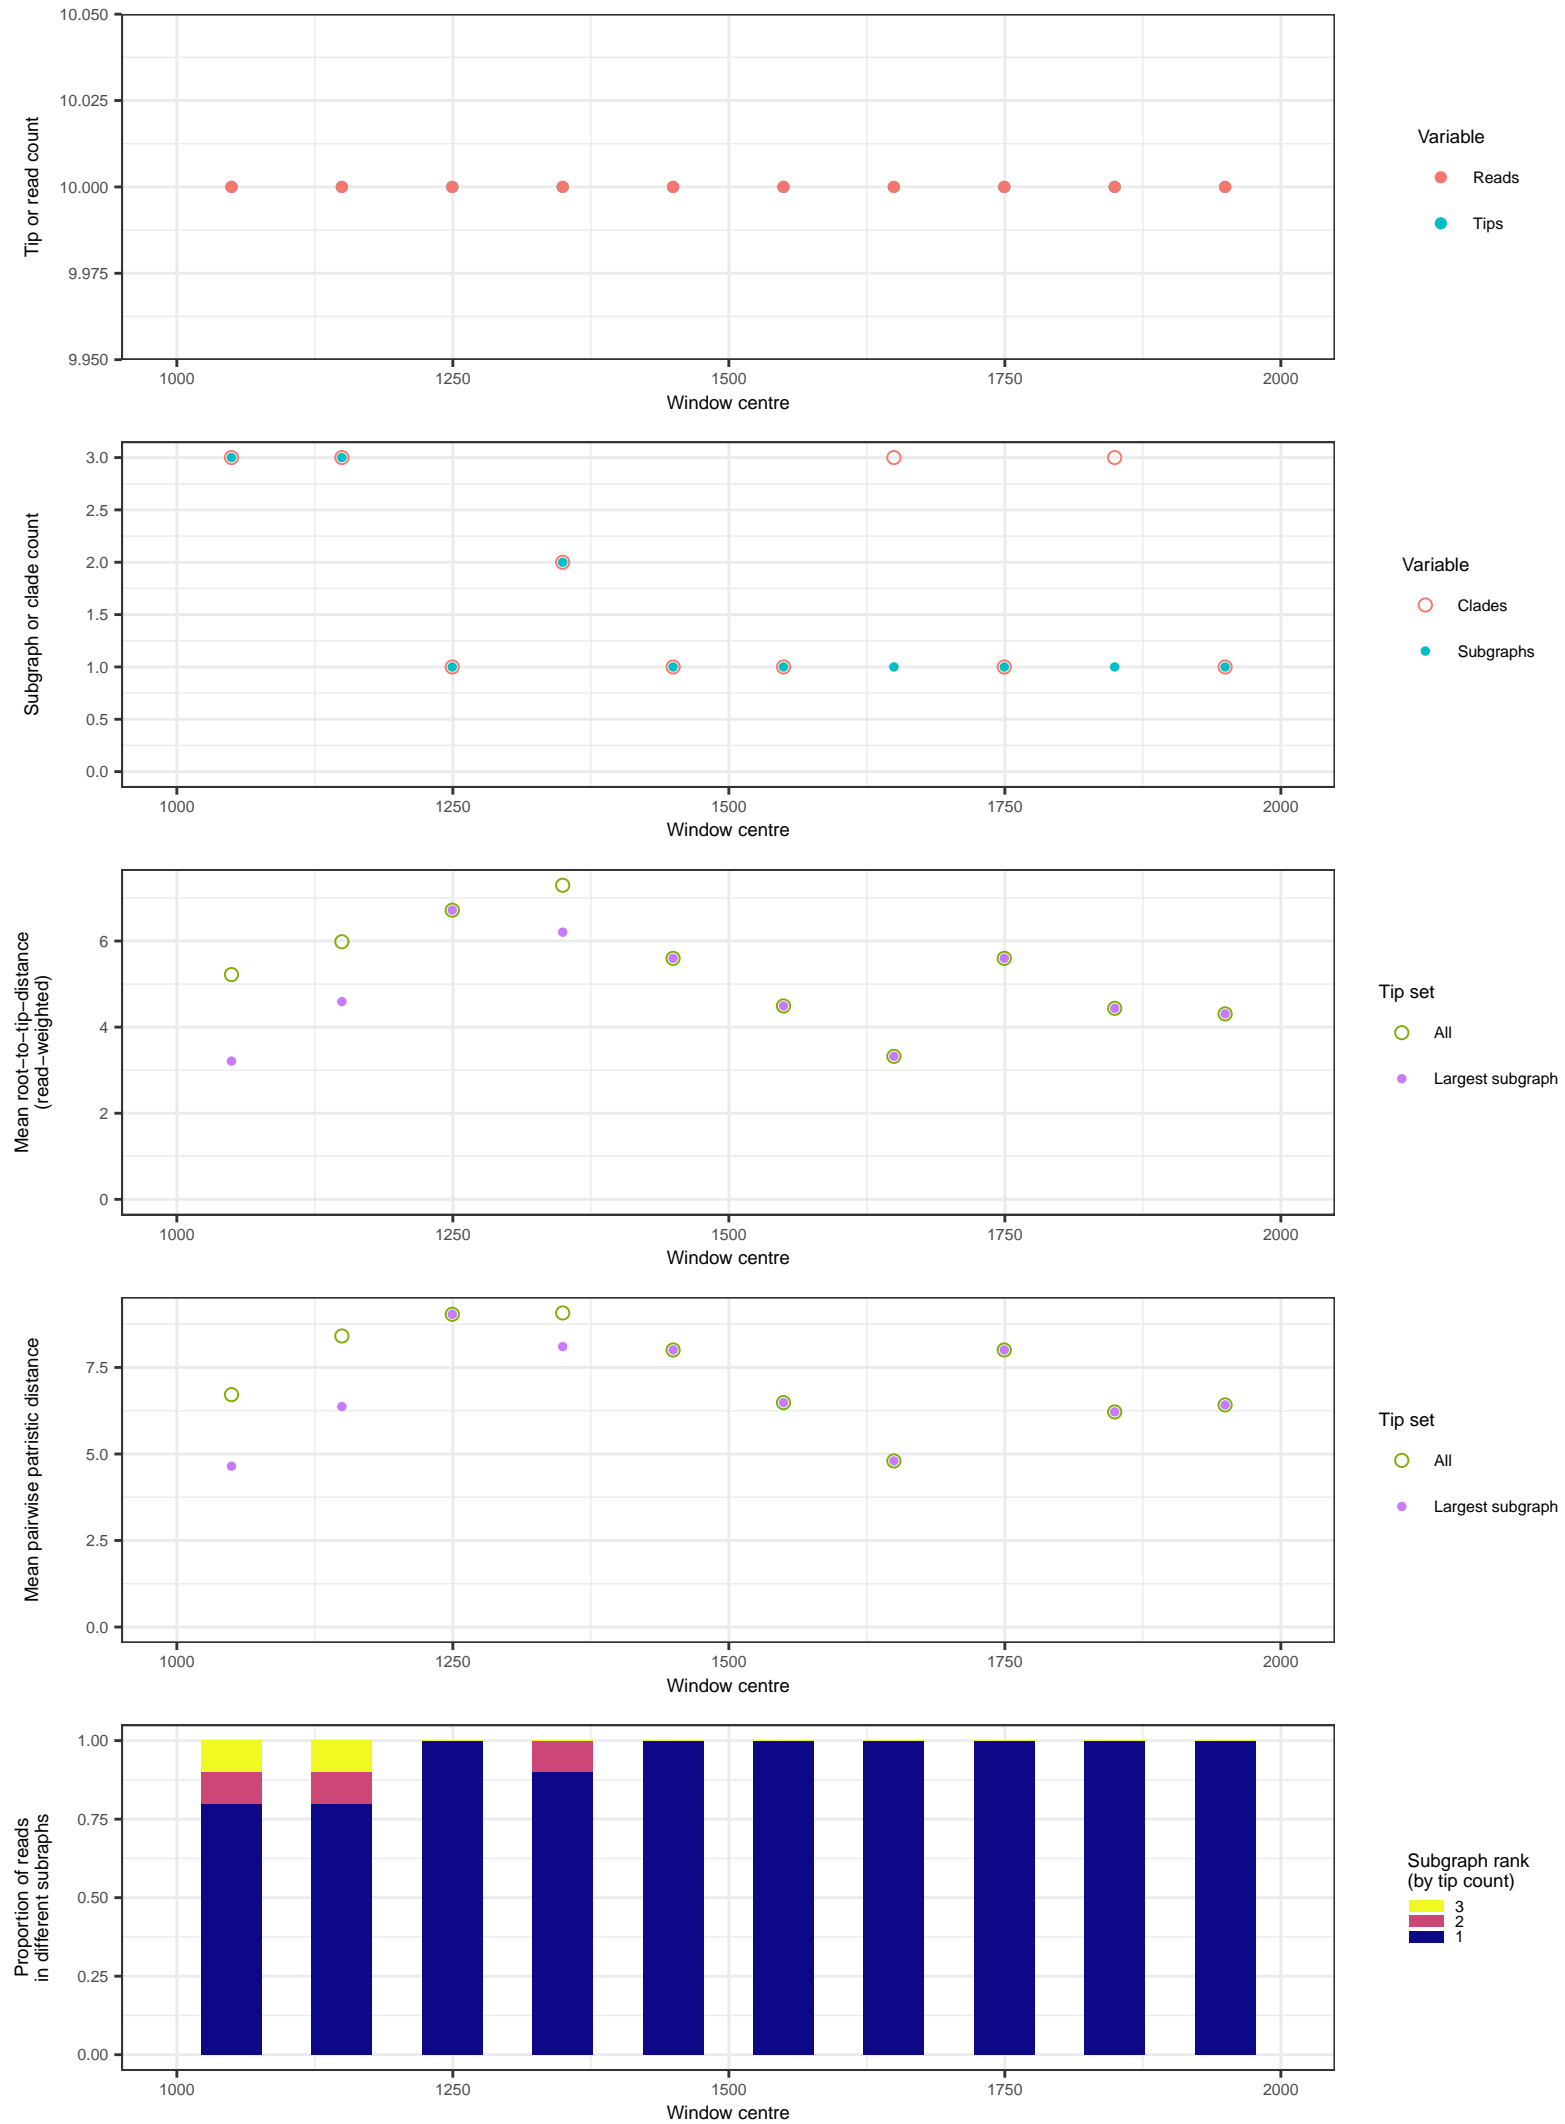 10.050
10.025
10.000
9.975
9.950
Tip or read count
1000 1250 1500 1750 2000
Window centre
Variable
Reads
Tips
3.0
2.5
2.0
1.5
1.0
0.5
0.0
Subgraph or clade count
1000 1250 1500 1750 2000
Window centre
Variable
Clades
Subgraphs
6
4
2
0
Mean root−to−tip−distance
(read−weighted)
1000 1250 1500 1750 2000
Window centre
Tip set
All
Largest subgraph
7.5
5.0
2.5
0.0
Mean pairwise patristic distance
1000 1250 1500 1750 2000
Window centre
Tip set
All
Largest subgraph
1.00
0.75
0.50
0.25
0.00
Proportion of reads
in different subraphs
1000 1250 1500 1750 2000
Window centre
Subgraph rank
(by tip count)
3
2
1